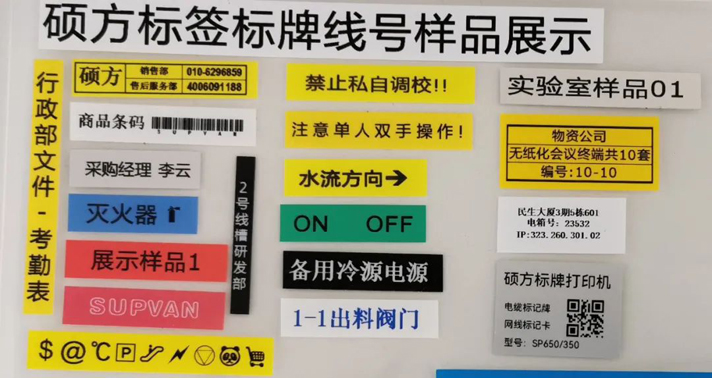 硕方标签标牌线号样品展示
行政部文件-考勤表
硕方
销售部 010-6296859
售后服务部 4006091188
商品条码
SUPVAN
采购经理 李云
灭火器
展示样品1
SUPVAN
2号线槽研发部
$@℃P
禁止私自调校!!
注意单人双手操作!
水流方向→
ON OFF
备用冷源电源
1-1出料阀门
实验室样品01
物资公司
无纸化会议终端共10套
编号:10-10
民生大厦3期5栋601
电箱号: 23532
IP:323.260.301.02
硕方标牌打印机
电缆标记牌
网线标记卡
型号: SP650/350